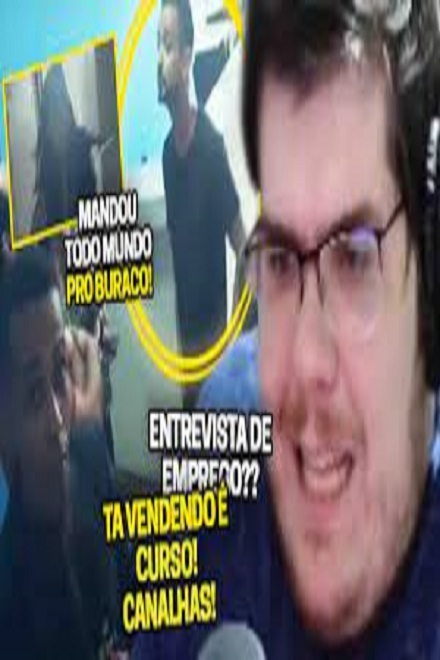 MANDOU
TODO MUNDO
PRO BURACO!
ENTREVISTA DE
EMPREGO??
TA VENDENDO É
CURSO!
CANALHAS!